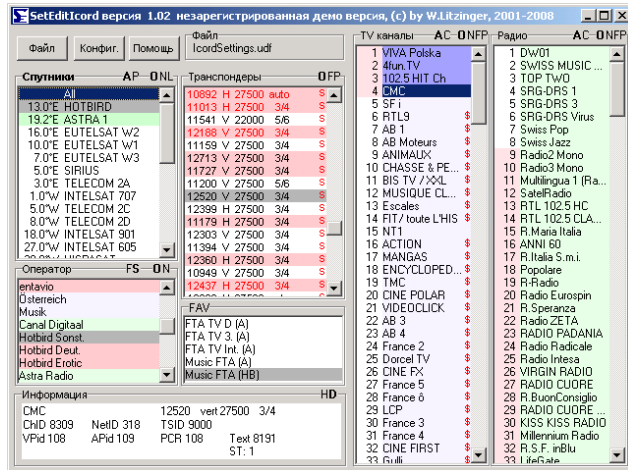 SetEditIcord версия 1.02 незарегистрированная демо версия, (c) by W.Litzinger, 2001-2008
Файл
Конфиг.
Помощь
Файл
IcordSettings.udf
Спутники AP ONL
All
13.0°E HOTBIRD
19.2°E ASTRA 1
16.0°E EUTELSAT W2
10.0°E EUTELSAT W1
7.0°E EUTELSAT W3
5.0°E SIRIUS
3.0°E TELECOM 2A
1.0°W INTELSAT 707
5.0°W TELECOM 2C
8.0°W TELECOM 2D
18.0°W INTELSAT 901
27.0°W INTELSAT 605
Транспондеры OFP
10892 H 27500 auto S
11013 H 27500 3/4 S
11541 V 22000 5/6 S
12188 V 27500 3/4 S
11159 V 27500 3/4 S
12713 V 27500 3/4 S
11727 V 27500 3/4 S
11200 V 27500 5/6 S
12520 V 27500 3/4 S
12399 H 27500 3/4 S
11179 H 27500 3/4 S
12303 V 27500 3/4 S
11394 V 27500 3/4 S
12360 H 27500 3/4 S
10949 V 27500 3/4 S
12437 H 27500 3/4 S
Оператор FS ON
entavio
Österreich
Musik
Canal Digitaal
Hotbird Sonst.
Hotbird Deut.
Hotbird Erotic
Astra Radio
FAV
FTA TV D (A)
FTA TV 3. (A)
FTA TV Int. (A)
Music FTA (A)
Music FTA (HB)
Информация HD
CMC 12520 vert 27500 3/4
ChID 8309 NetID 318 TSID 9000
VPid 108 APid 109 PCR 108 Text 8191
ST: 1
TV каналы AC ONFP
1 VIVA Polska
2 4fun.TV
3 102.5 HIT Ch
4 CMC
5 SF i
6 RTL9 $
7 AB 1 $
8 AB Moteurs $
9 ANIMAUX $
10 CHASSE & PE... $
11 BIS TV / XXL $
12 MUSIQUE CL... $
13 Escales $
14 FIT/ toute L'HIS $
15 NT1 $
16 ACTION $
17 MANGAS $
18 ENCYCLOPED... $
19 TMC $
20 CINE POLAR $
21 VIDEOCLICK $
22 AB 3 $
23 AB 4 $
24 France 2 $
25 Dorcel TV $
26 CINE FX $
27 France 5 $
28 France ô $
29 LCP $
30 France 3 $
31 France 4 $
32 CINE FIRST $
33 Gulli $
Радио AC ONFP
1 DW01
2 SWISS MUSIC ...
3 TOP TWO
4 SRG-DRS 1
5 SRG-DRS 3
6 SRG-DRS Virus
7 Swiss Pop
8 Swiss Jazz
9 Radio2 Mono
10 Radio3 Mono
11 Multilingua 1 (Ra...
12 SatelRadio
13 RTL 102.5 HC
14 RTL 102.5 CLA...
15 R.Maria Italia
16 ANNI 60
17 R.Italia S.m.i.
18 Popolare
19 R-Radio
20 Radio Eurospin
21 R.Speranza
22 Radio ZETA
23 RADIO PADANIA
24 Radio Radicale
25 Radio Intesa
26 VIRGIN RADIO
27 RADIO CUORE
28 R.BuonConsiglio
29 RADIO CUORE ...
30 KISS KISS RADIO
31 Millennium Radio
32 R.S.F. inBlu
33 LifeGate